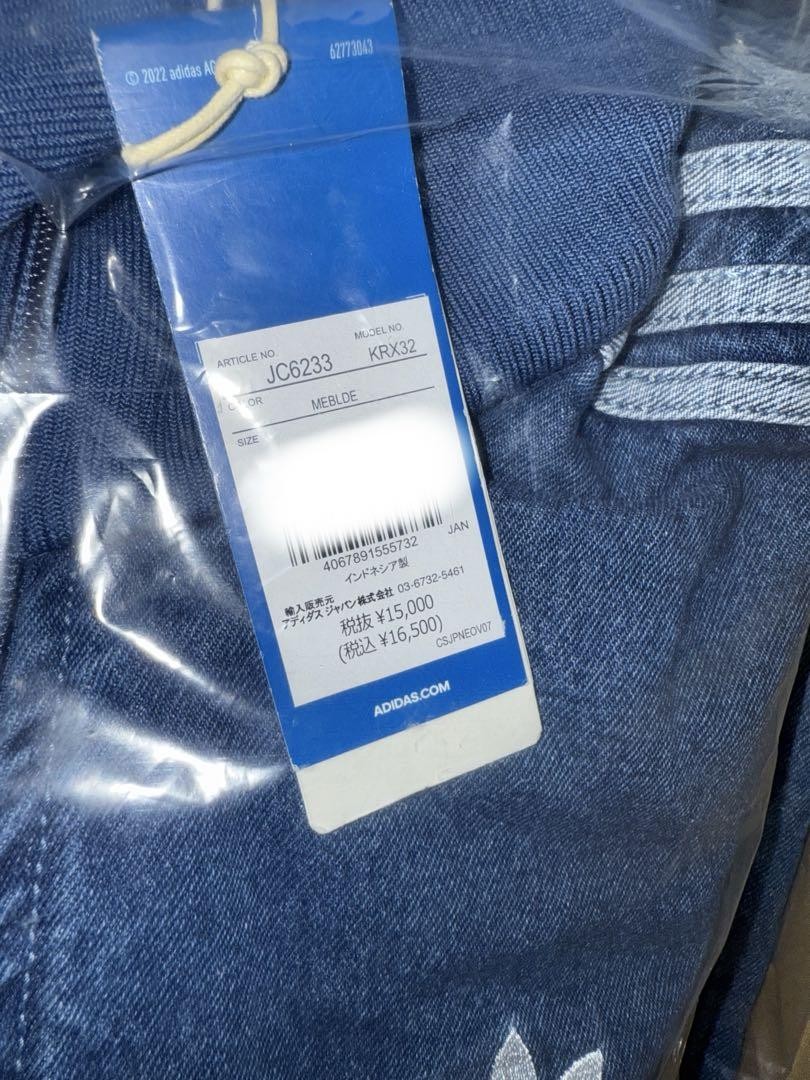 © 2022 adidas AG
62773043
ARTICLE NO.
MODEL NO.
JC6233
KRX32
COLOR
MEBLDE
SIZE
JAN
4067891555732
インドネシア製
輸入販売元
アディダス ジャパン株式会社 03-6732-5461
税抜 ¥15,000
(税込 ¥16,500)
CSJPNEOV07
ADIDAS.COM